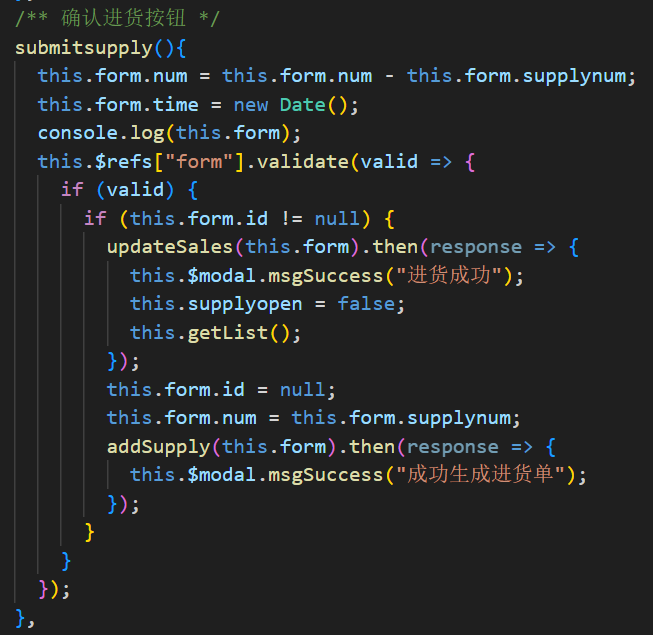 /** 确认进货按钮 */
submitsupply(){
this.form.num = this.form.num - this.form.supplynum;
this.form.time = new Date();
console.log(this.form);
this.$refs["form"].validate(valid => {
if (valid) {
if (this.form.id != null) {
updateSales(this.form).then(response => {
this.$modal.msgSuccess("进货成功");
this.supplyopen = false;
this.getList();
});
this.form.id = null;
this.form.num = this.form.supplynum;
addSupply(this.form).then(response => {
this.$modal.msgSuccess("成功生成进货单");
});
}
}
});
},